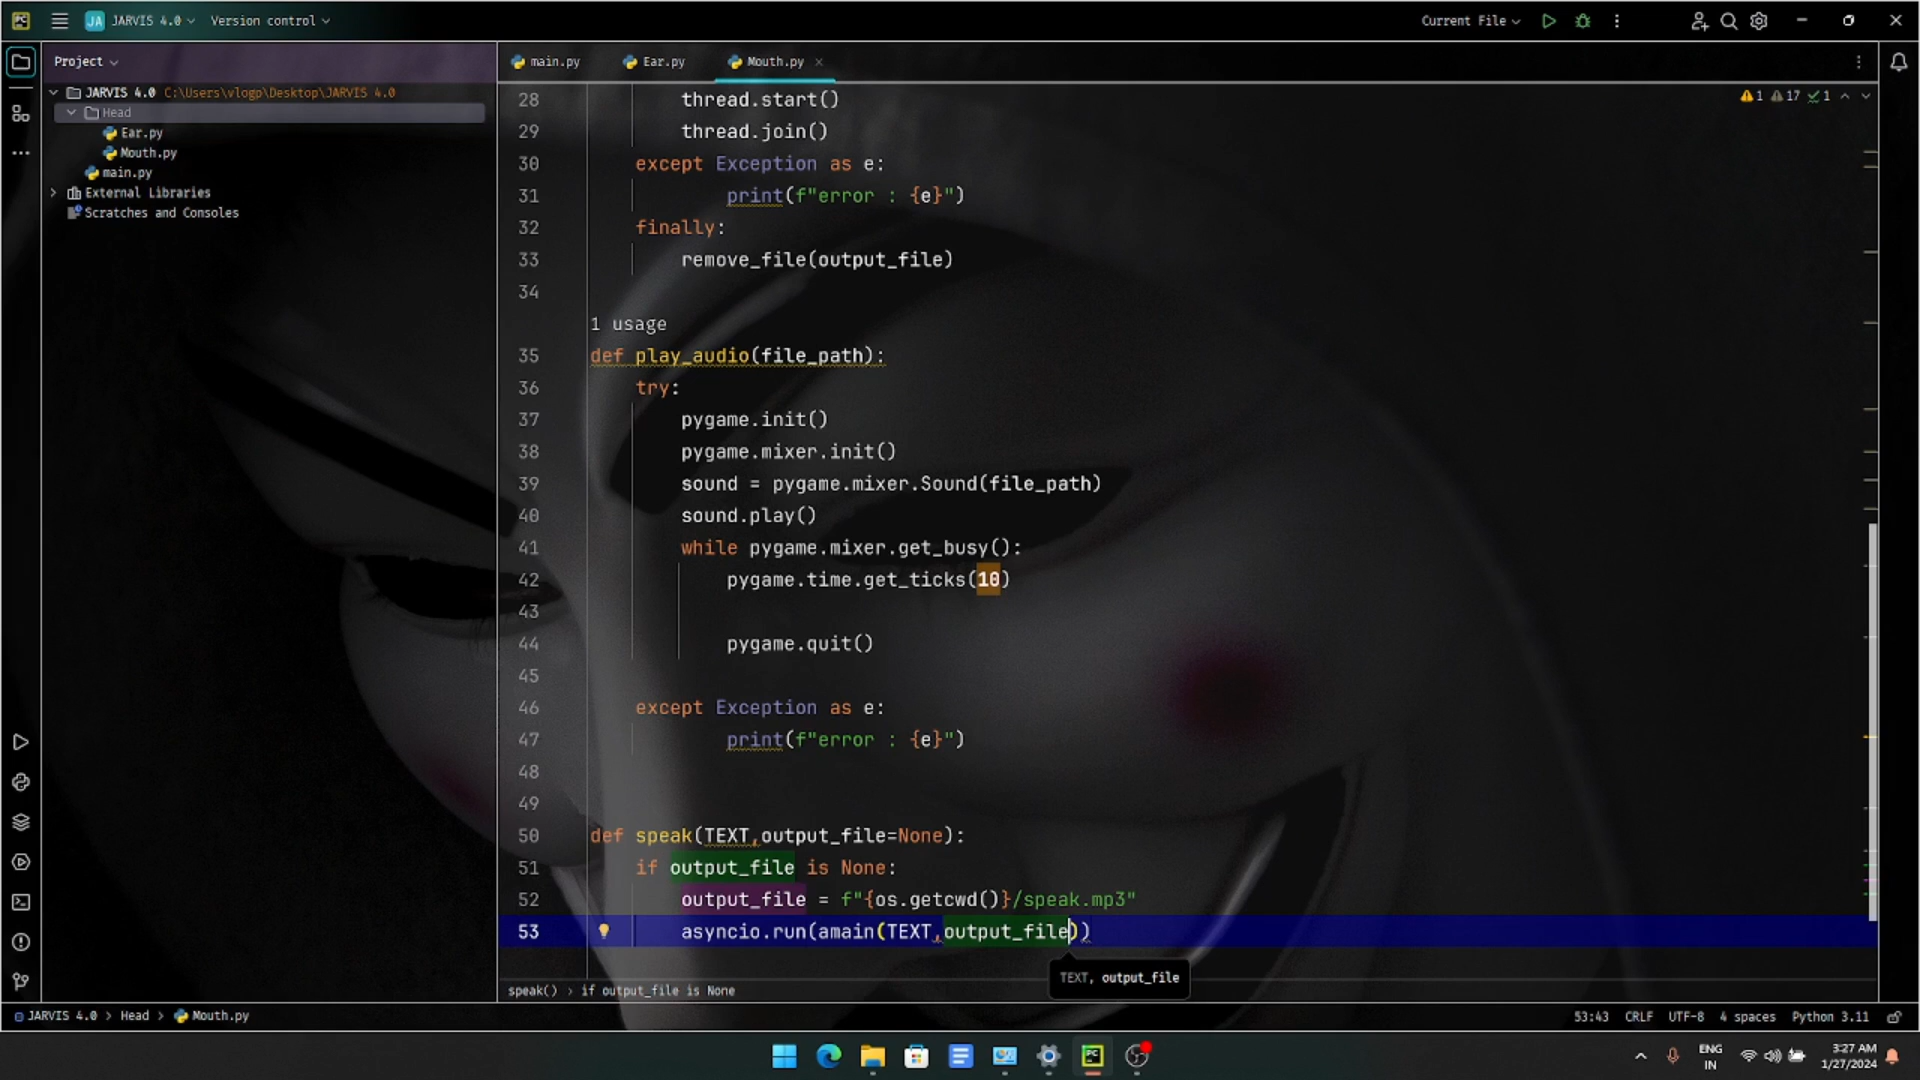 JA JARVIS 4.0 Version control Current File
Project
main.py Ear.py Mouth.py
JARVIS 4.0 C:\Users\vlogp\Desktop\JARVIS 4.0
Head
Ear.py
Mouth.py
main.py
External Libraries
Scratches and Consoles
1 17 1
28 thread.start()
29 thread.join()
30 except Exception as e:
31 print(f"error : {e}")
32 finally:
33 remove_file(output_file)
34
1 usage
35 def play_audio(file_path):
36 try:
37 pygame.init()
38 pygame.mixer.init()
39 sound = pygame.mixer.Sound(file_path)
40 sound.play()
41 while pygame.mixer.get_busy():
42 pygame.time.get_ticks(10)
43
44 pygame.quit()
45
46 except Exception as e:
47 print(f"error : {e}")
48
49
50 def speak(TEXT,output_file=None):
51 if output_file is None:
52 output_file = f"{os.getcwd()}/speak.mp3"
53 asyncio.run(amain(TEXT,output_file))
TEXT, output_file
speak() › if output_file is None
JARVIS 4.0 › Head › Mouth.py 53:43 CRLF UTF-8 4 spaces Python 3.11
ENG
IN
3:27 AM
1/27/2024